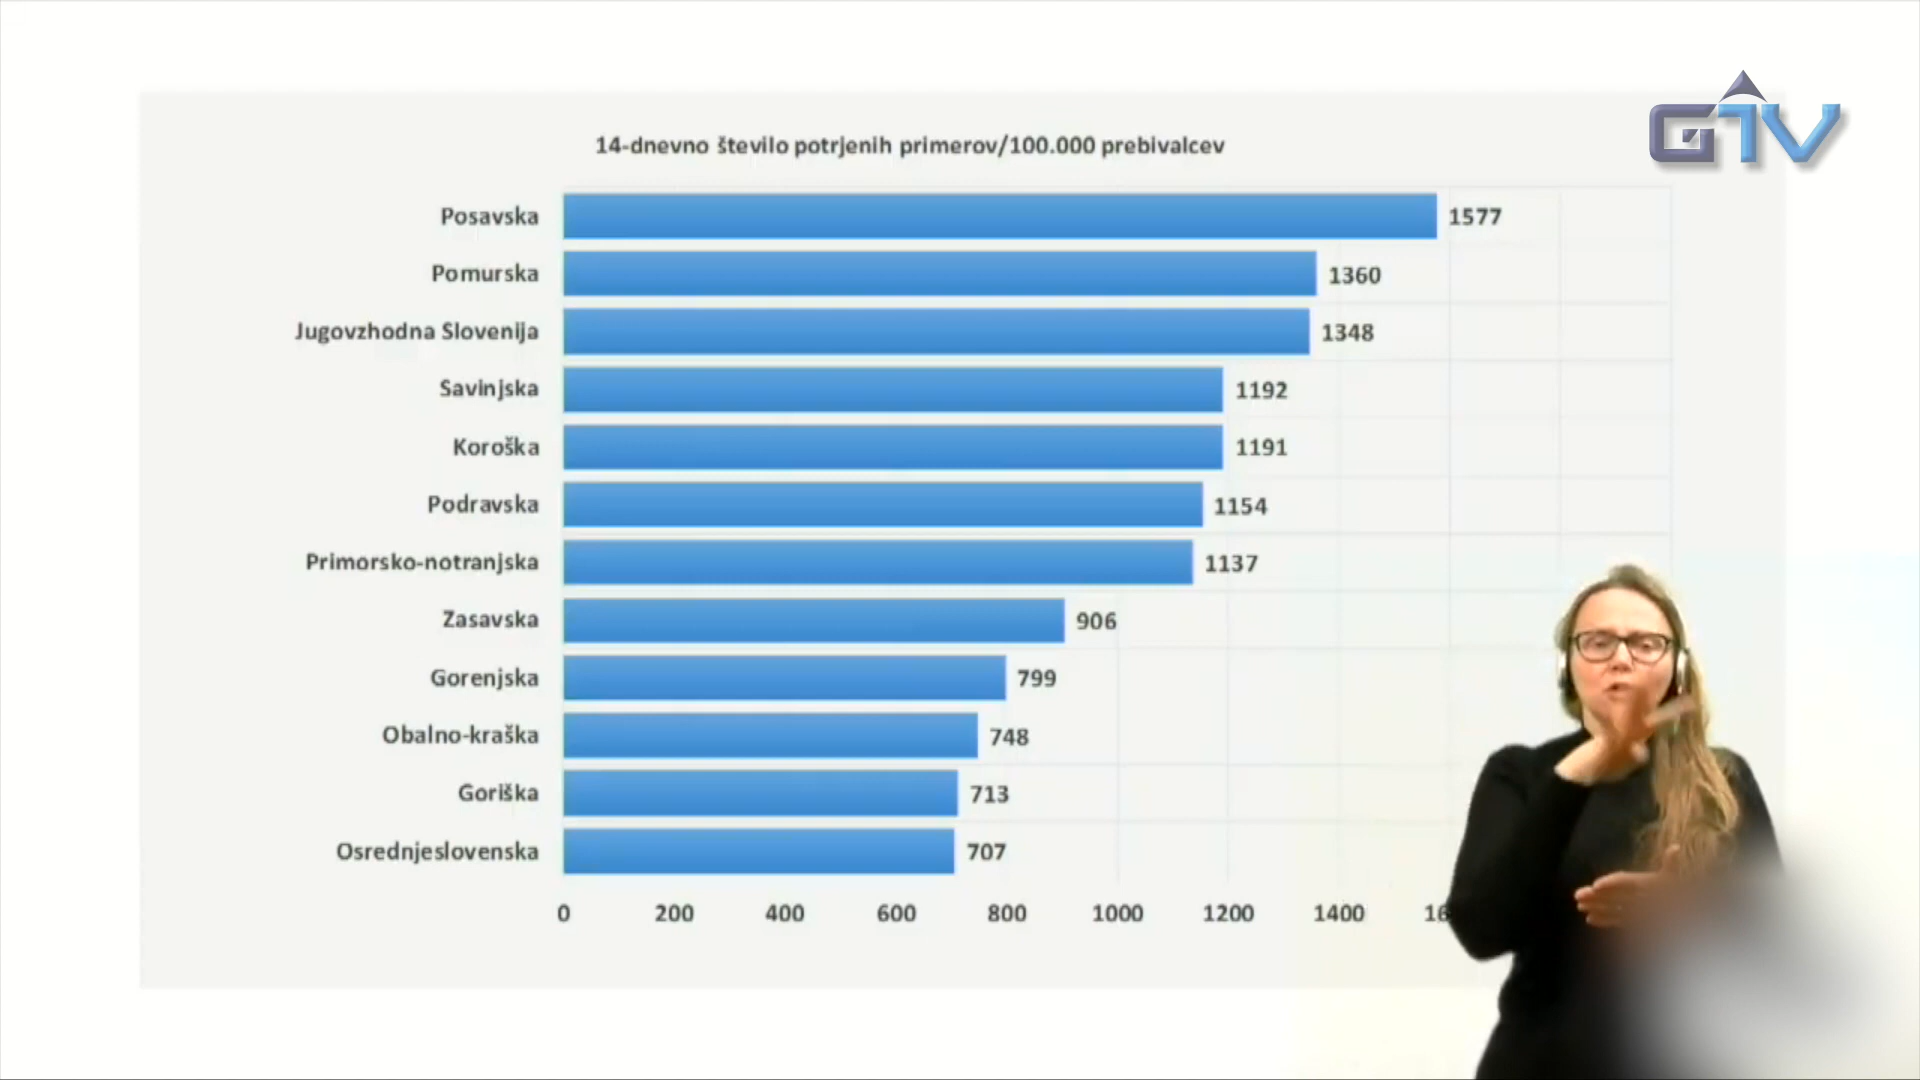 GTV
14-dnevno število potrjenih primerov/100.000 prebivalcev
Posavska 1577
Pomurska 1360
Jugovzhodna Slovenija 1348
Savinjska 1192
Koroška 1191
Podravska 1154
Primorsko-notranjska 1137
Zasavska 906
Gorenjska 799
Obalno-kraška 748
Goriška 713
Osrednjeslovenska 707
0 200 400 600 800 1000 1200 1400